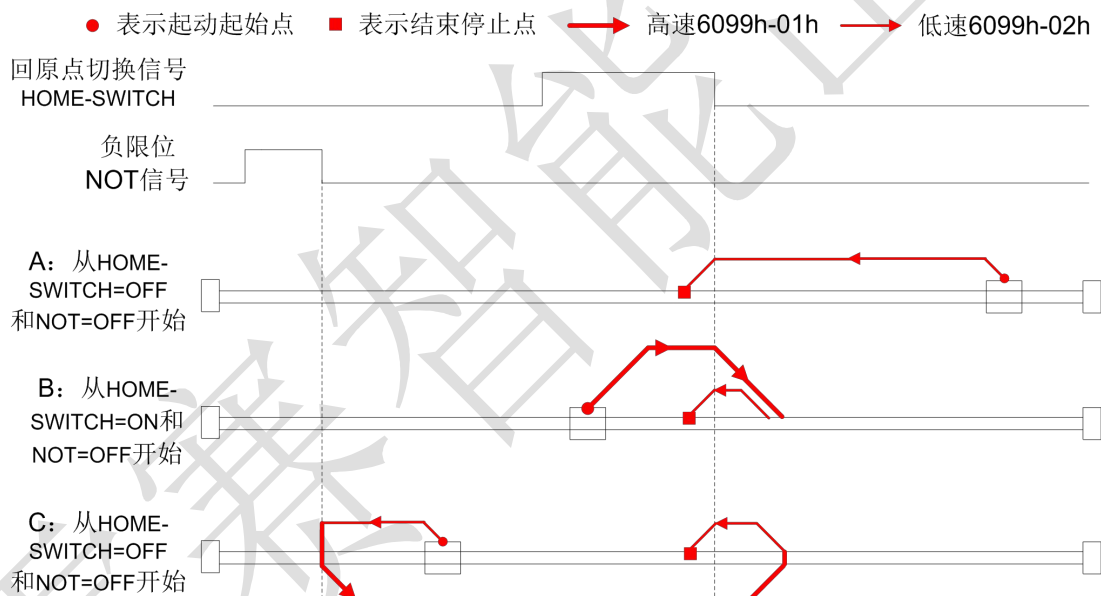 表示起动起始点 表示结束停止点 高速6099h-01h 低速6099h-02h
回原点切换信号
HOME-SWITCH
负限位
NOT信号
A：从HOME-
SWITCH=OFF
和NOT=OFF开始
B：从HOME-
SWITCH=ON和
NOT=OFF开始
C：从HOME-
SWITCH=OFF
和NOT=OFF开始
赛智能